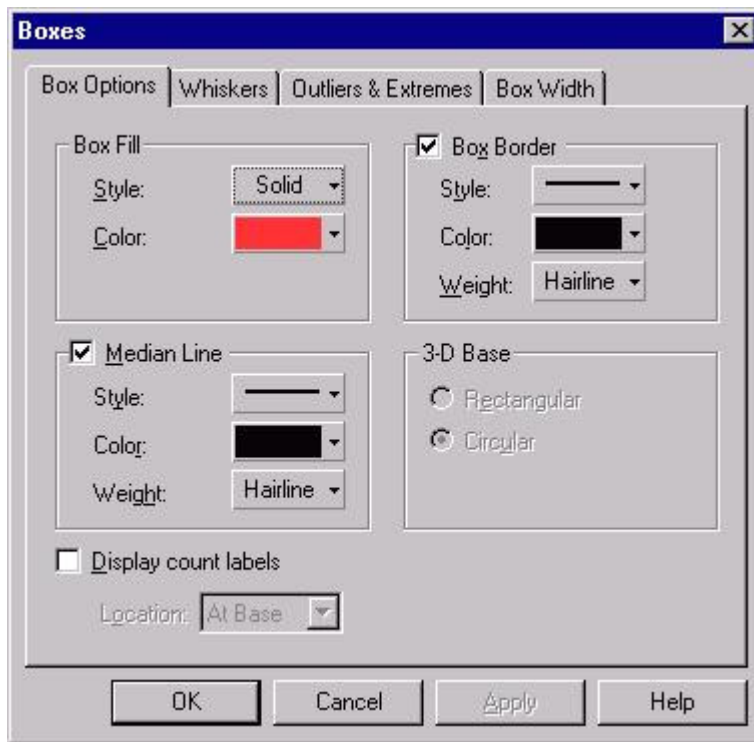 Boxes
Box Options Whiskers Outliers & Extremes Box Width
Box Fill
Style: Solid
Color:
Box Border
Style:
Color:
Weight: Hairline
Median Line
Style:
Color:
Weight: Hairline
3-D Base
Rectangular
Circular
Display count labels
Location: At Base
OK Cancel Apply Help